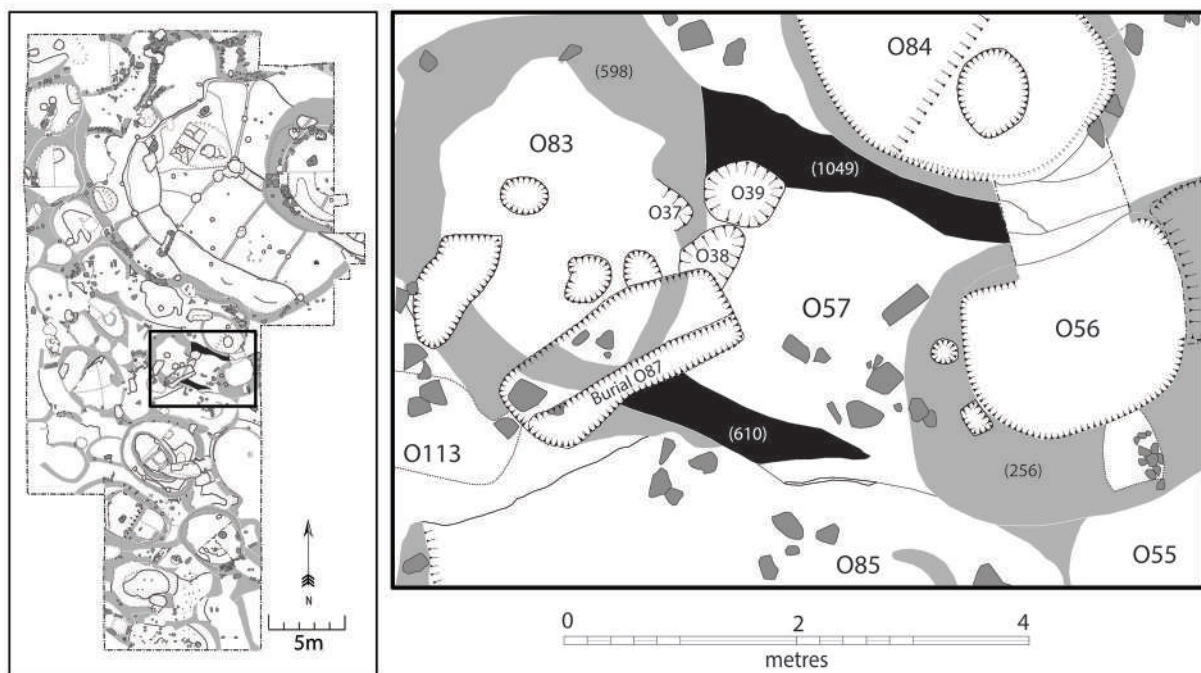 N
5m
O84
(598)
O83
(1049)
O39
O37
O38
O57
O56
Burial O87
(610)
O113
(256)
O85
O55
0 2 4
metres